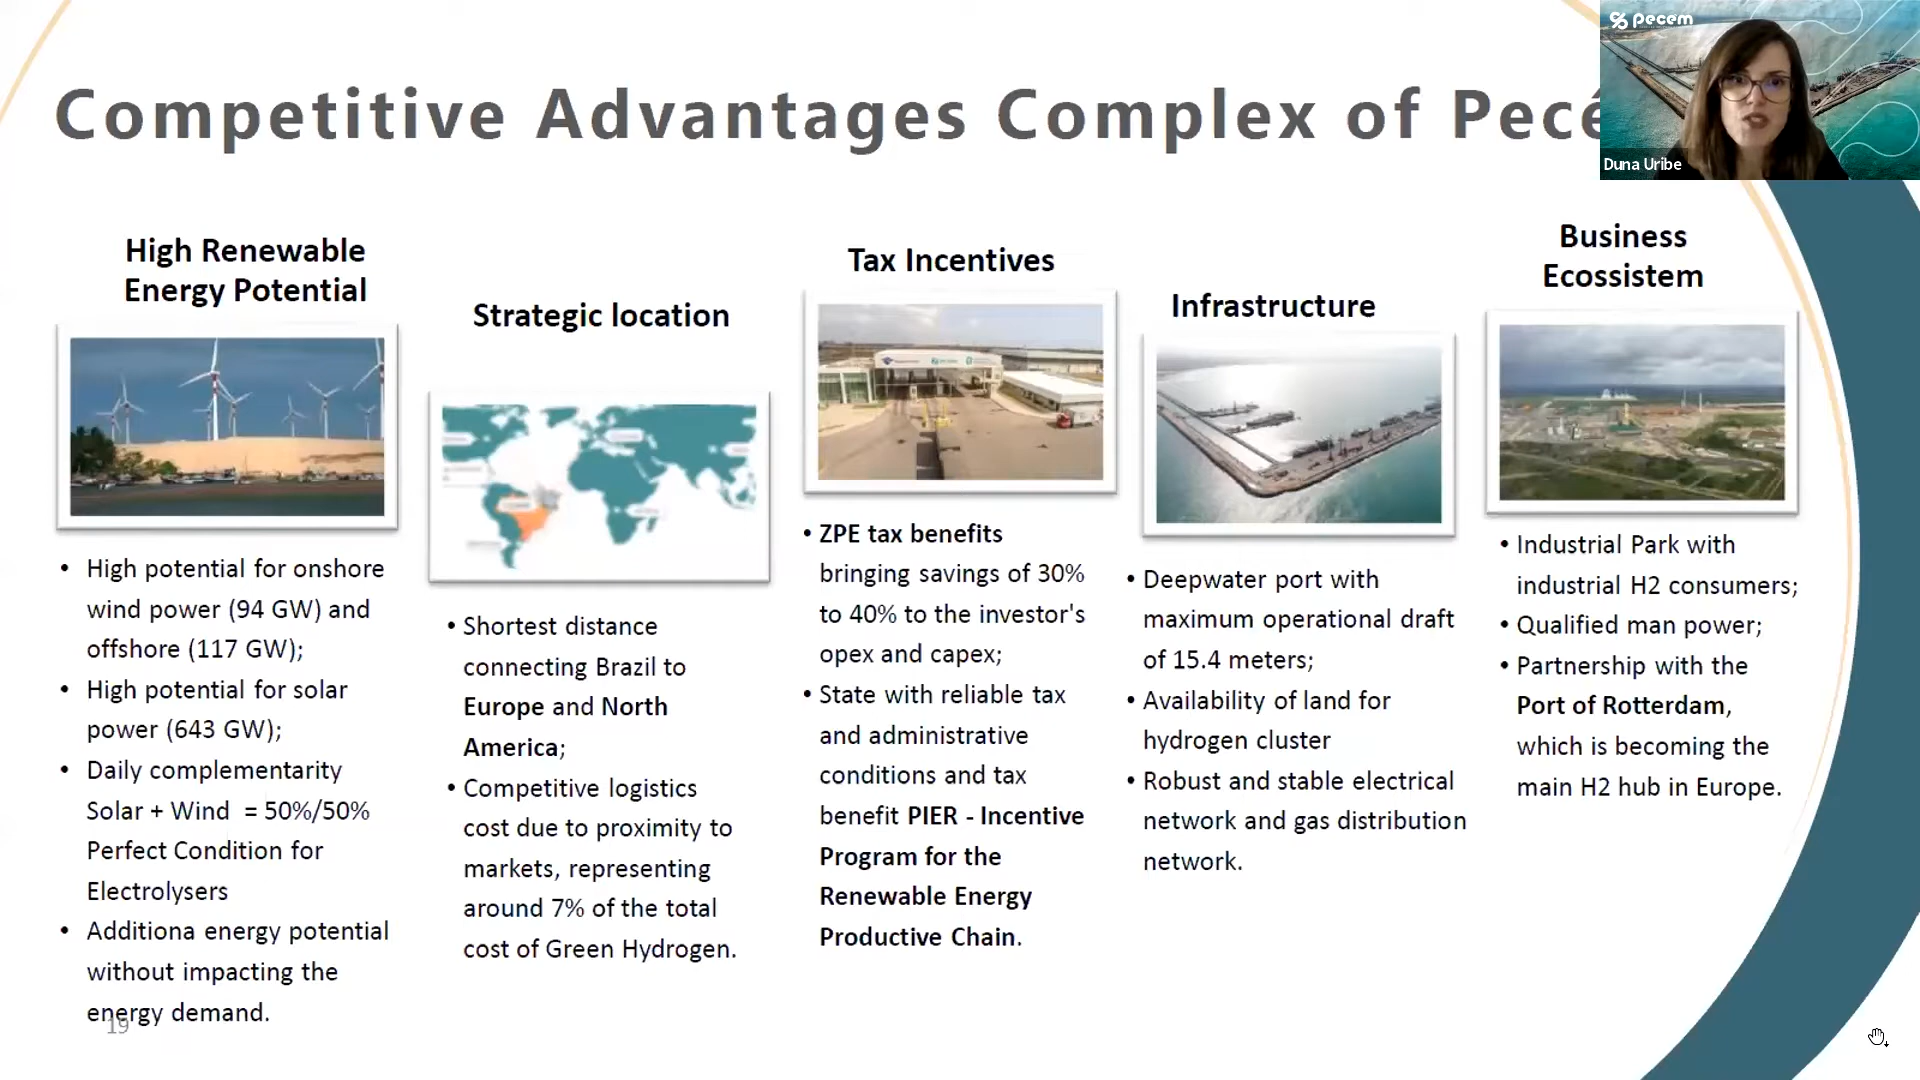 pecem
Duna Uribe
Competitive Advantages Complex of Pecé
High Renewable
Energy Potential
• High potential for onshore
wind power (94 GW) and
offshore (117 GW);
• High potential for solar
power (643 GW);
• Daily complementarity
Solar + Wind = 50%/50%
Perfect Condition for
Electrolysers
• Additiona energy potential
without impacting the
energy demand.
Strategic location
• Shortest distance
connecting Brazil to
Europe and North
America;
• Competitive logistics
cost due to proximity to
markets, representing
around 7% of the total
cost of Green Hydrogen.
Tax Incentives
• ZPE tax benefits
bringing savings of 30%
to 40% to the investor's
opex and capex;
• State with reliable tax
and administrative
conditions and tax
benefit PIER - Incentive
Program for the
Renewable Energy
Productive Chain.
Infrastructure
• Deepwater port with
maximum operational draft
of 15.4 meters;
• Availability of land for
hydrogen cluster
• Robust and stable electrical
network and gas distribution
network.
Business
Ecossistem
• Industrial Park with
industrial H2 consumers;
• Qualified man power;
• Partnership with the
Port of Rotterdam,
which is becoming the
main H2 hub in Europe.
19